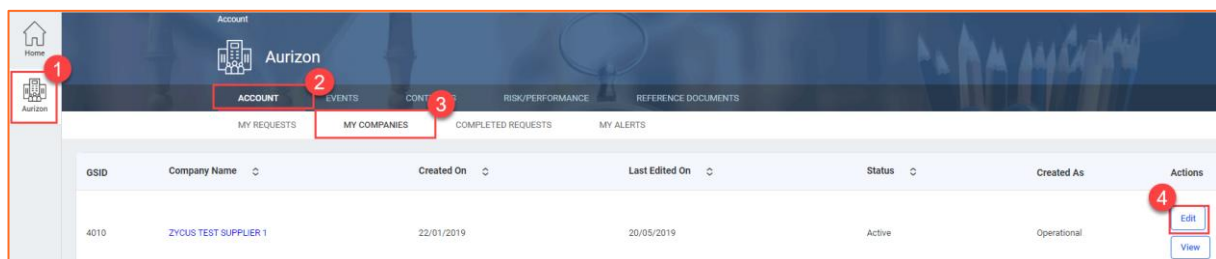 Account
Home
1
Aurizon
2
Aurizon
ACCOUNT
EVENTS
RISK/PERFORMANCE
REFERENCE DOCUMENTS
3
MY REQUESTS
MY COMPANIES
COMPLETED REQUESTS
MY ALERTS
GSID
Company Name
Created On
Last Edited On
Status
Created As
Actions
4
4010
ZYCUS TEST SUPPLIER 1
22/01/2019
20/05/2019
Active
Operational
Edit
View